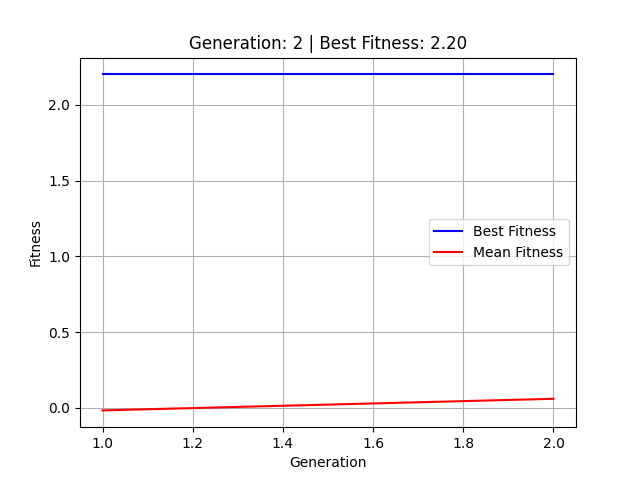 Generation: 2 | Best Fitness: 2.20
2.0
1.5
1.0
0.5
0.0
Fitness
Best Fitness
Mean Fitness
1.0 1.2 1.4 1.6 1.8 2.0
Generation